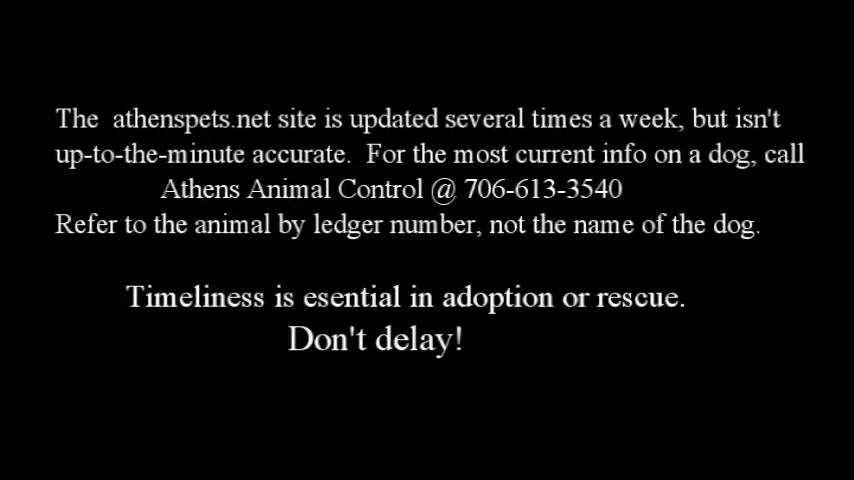 The  athenspets.net site is updated several times a week, but isn't
up-to-the-minute accurate.  For the most current info on a dog, call
Athens Animal Control @ 706-613-3540
Refer to the animal by ledger number, not the name of the dog.
Timeliness is esential in adoption or rescue.
Don't delay!